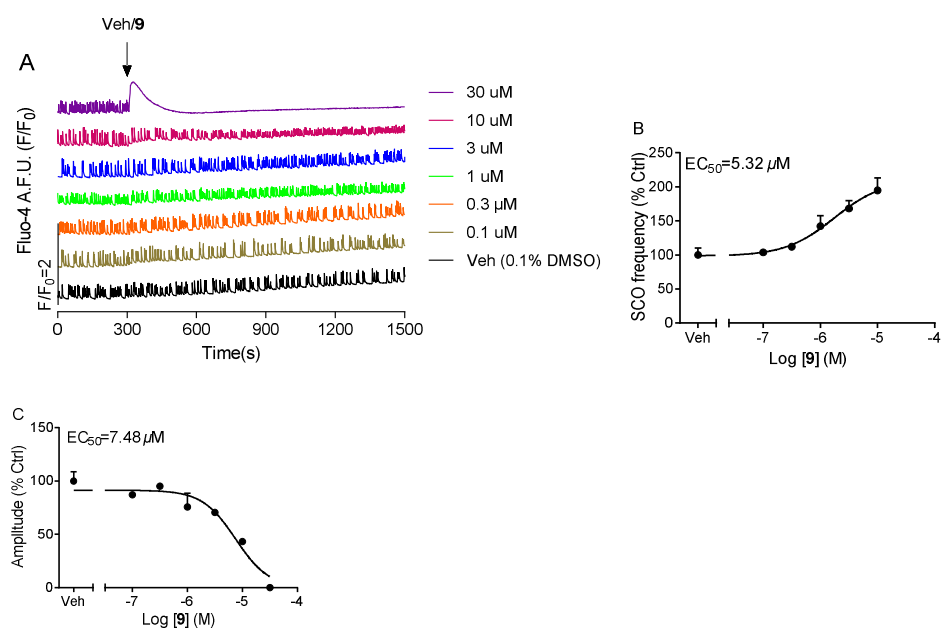 Veh/9
A
Fluo-4 A.F.U. (F/F0)
F/F0=2
0 300 600 900 1200 1500
Time(s)
30 uM
10 uM
3 uM
1 uM
0.3 µM
0.1 uM
Veh (0.1% DMSO)
B
EC50=5.32 µM
SCO frequency (% Ctrl)
250
200
150
100
50
0
Veh -7 -6 -5 -4
Log [9] (M)
C
EC50=7.48 µM
Amplitude (% Ctrl)
150
100
50
0
Veh -7 -6 -5 -4
Log [9] (M)